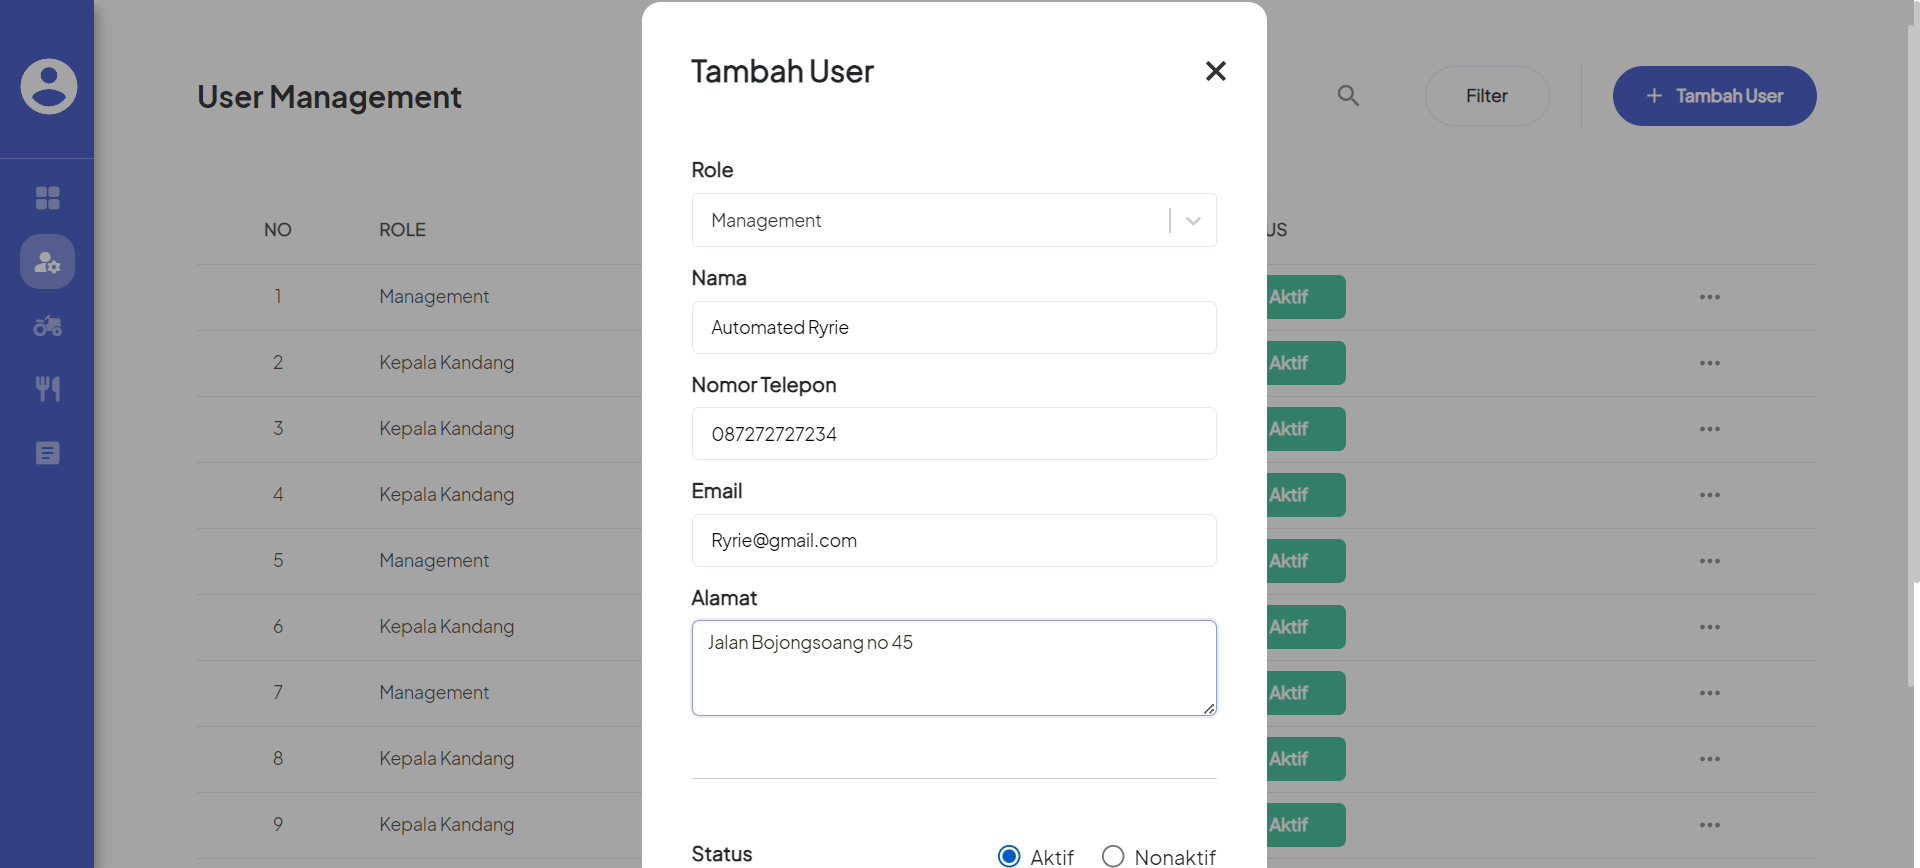 User Management
Filter
+ Tambah User
NO ROLE US
1 Management Aktif
2 Kepala Kandang Aktif
3 Kepala Kandang Aktif
4 Kepala Kandang Aktif
5 Management Aktif
6 Kepala Kandang Aktif
7 Management Aktif
8 Kepala Kandang Aktif
9 Kepala Kandang Aktif
Tambah User
Role
Management
Nama
Automated Ryrie
Nomor Telepon
087272727234
Email
Ryrie@gmail.com
Alamat
Jalan Bojongsoang no 45
Status Aktif Nonaktif